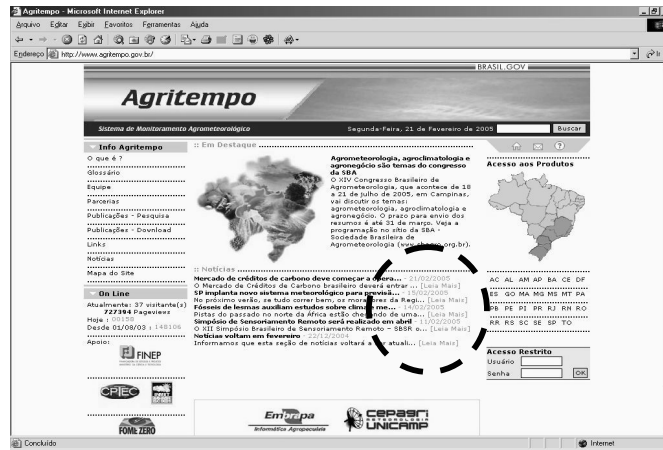 Agritempo - Microsoft Internet Explorer
Arquivo Editar Exibir Favoritos Ferramentas Ajuda
Endereço http://www.agritempo.gov.br/
BRASIL.GOV
Agritempo
Sistema de Monitoramento Agrometeorológico
Segunda-Feira, 21 de Fevereiro de 2005
Buscar
Info Agritempo
O que é ?
Glossário
Equipe
Parcerias
Publicações - Pesquisa
Publicações - Download
Links
Notícias
Mapa do Site
On Line
Atualmente: 37 visitante(s)
727394 Pageviews
Hoje : 00158
Desde 01/08/03 : 148106
Apoio:
FINEP
CPTEC
FOME ZERO
:: Em Destaque
Agrometeorologia, agroclimatologia e
agronegócio são temas do congresso
da SBA
O XIV Congresso Brasileiro de
Agrometeorologia, que acontece de 18
a 21 de julho de 2005, em Campinas,
vai discutir os temas:
agrometeorologia, agroclimatologia e
agronegócio. O prazo para envio dos
resumos é até 31 de março. Veja a
programação no sítio da SBA -
Sociedade Brasileira de
Agrometeorologia (www.sbagro.org.br).
:: Notícias
Mercado de créditos de carbono deve começar a opera... - 21/02/2005
O Mercado de Créditos de Carbono brasileiro deverá entrar ... [Leia Mais]
SP implanta novo sistema meteorológico para previsã... - 15/02/2005
No próximo verão, se tudo correr bem, os moradores da Regi... [Leia Mais]
Fósseis de termas auxiliam estudos sobre clima me... - 14/02/2005
Pistas do passado no norte da África estão chegando de uma... [Leia Mais]
Simpósio de Sensoriamento Remoto será realizado em abril - 11/02/2005
O XII Simpósio Brasileiro de Sensoriamento Remoto - SBSR o... [Leia Mais]
Notícias voltam em fevereiro - 22/12/2004
Informamos que esta seção de notícias voltará a ser atuali... [Leia Mais]
Embrapa
Informática Agropecuária
cepagri
METEOROLOGIA
UNICAMP
Acesso aos Produtos
AC AL AM AP BA CE DF
ES GO MA MG MS MT PA
PB PE PI PR RJ RN RO
RR RS SC SE SP TO
Acesso Restrito
Usuário
Senha
OK
Concluído
Internet